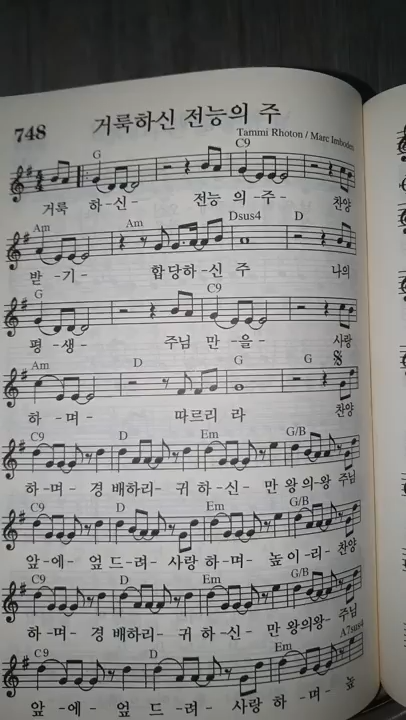 748 거룩하신 전능의 주
Tammi Rhoton / Marc Imboden
G C9
거룩 하-신- 전능 의-주- 찬양
Am Am Dsus4 D
받-기- 합당하-신 주 나의
G C9
평-생- 주님 만-을- 사랑
Am D G G
하-며- 따르리 라 찬양
C9 D Em G/B
하-며- 경배하리- 귀하-신- 만왕의왕 주님
C9 D Em G/B
앞-에- 엎드-려- 사랑하-며- 높이-리- 찬양
C9 D Em G/B
하-며- 경배하리- 귀하-신- 만왕의왕- 주님
C9 D Em A7sus4
앞-에- 엎드-려- 사랑하-며- 높